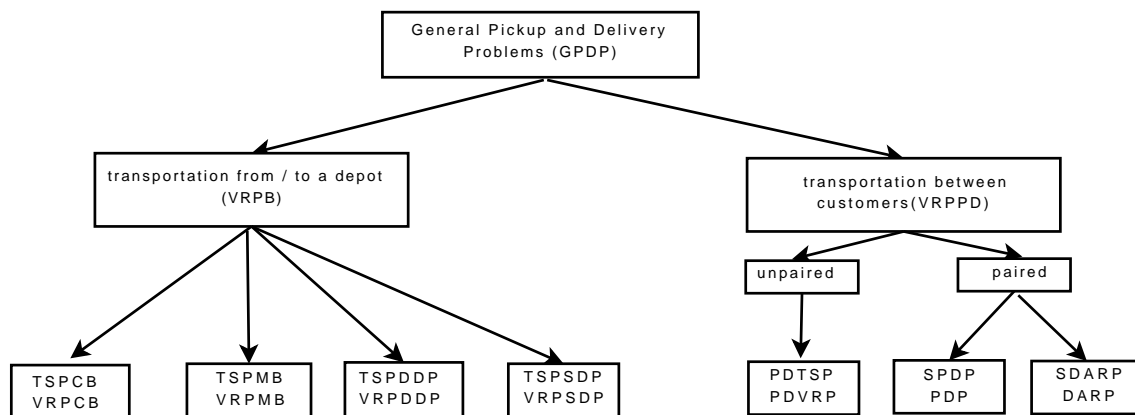 General Pickup and Delivery
Problems (GPDP)
transportation from / to a depot
(VRPB)
transportation between
customers(VRPPD)
unpaired
paired
TSPCB
VRPCB
TSPMB
VRPMB
TSPDDP
VRPDDP
TSPSDP
VRPSDP
PDTSP
PDVRP
SPDP
PDP
SDARP
DARP